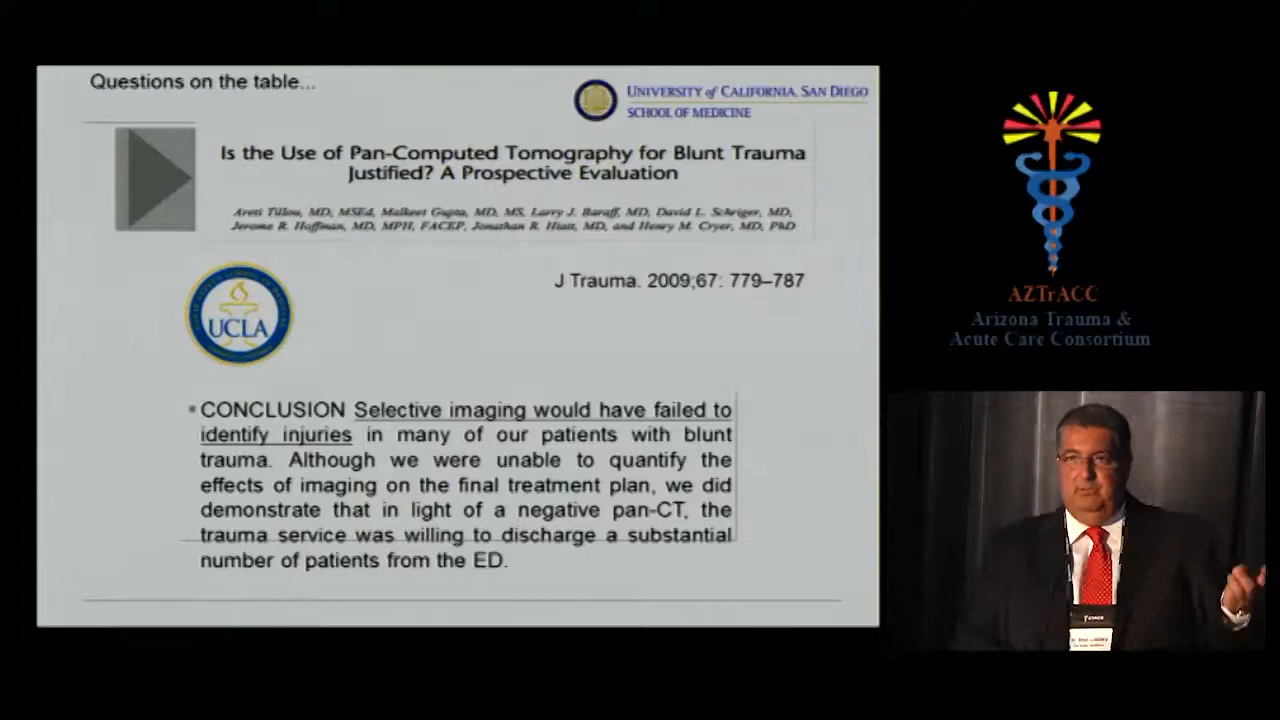 Questions on the table...
UNIVERSITY of CALIFORNIA, SAN DIEGO
SCHOOL OF MEDICINE
Is the Use of Pan-Computed Tomography for Blunt Trauma
Justified? A Prospective Evaluation
Areti Tillou, MD, MSEd, Malkeet Gupta, MD, MS, Larry J. Baraff, MD, David L. Schriger, MD,
Jerome R. Hoffman, MD, MPH, FACEP, Jonathan R. Hiatt, MD, and Henry M. Cryer, MD, PhD
J Trauma. 2009;67: 779–787
UCLA
▪CONCLUSION Selective imaging would have failed to
identify injuries in many of our patients with blunt
trauma. Although we were unable to quantify the
effects of imaging on the final treatment plan, we did
demonstrate that in light of a negative pan-CT, the
trauma service was willing to discharge a substantial
number of patients from the ED.
AZTrACC
Arizona Trauma &
Acute Care Consortium